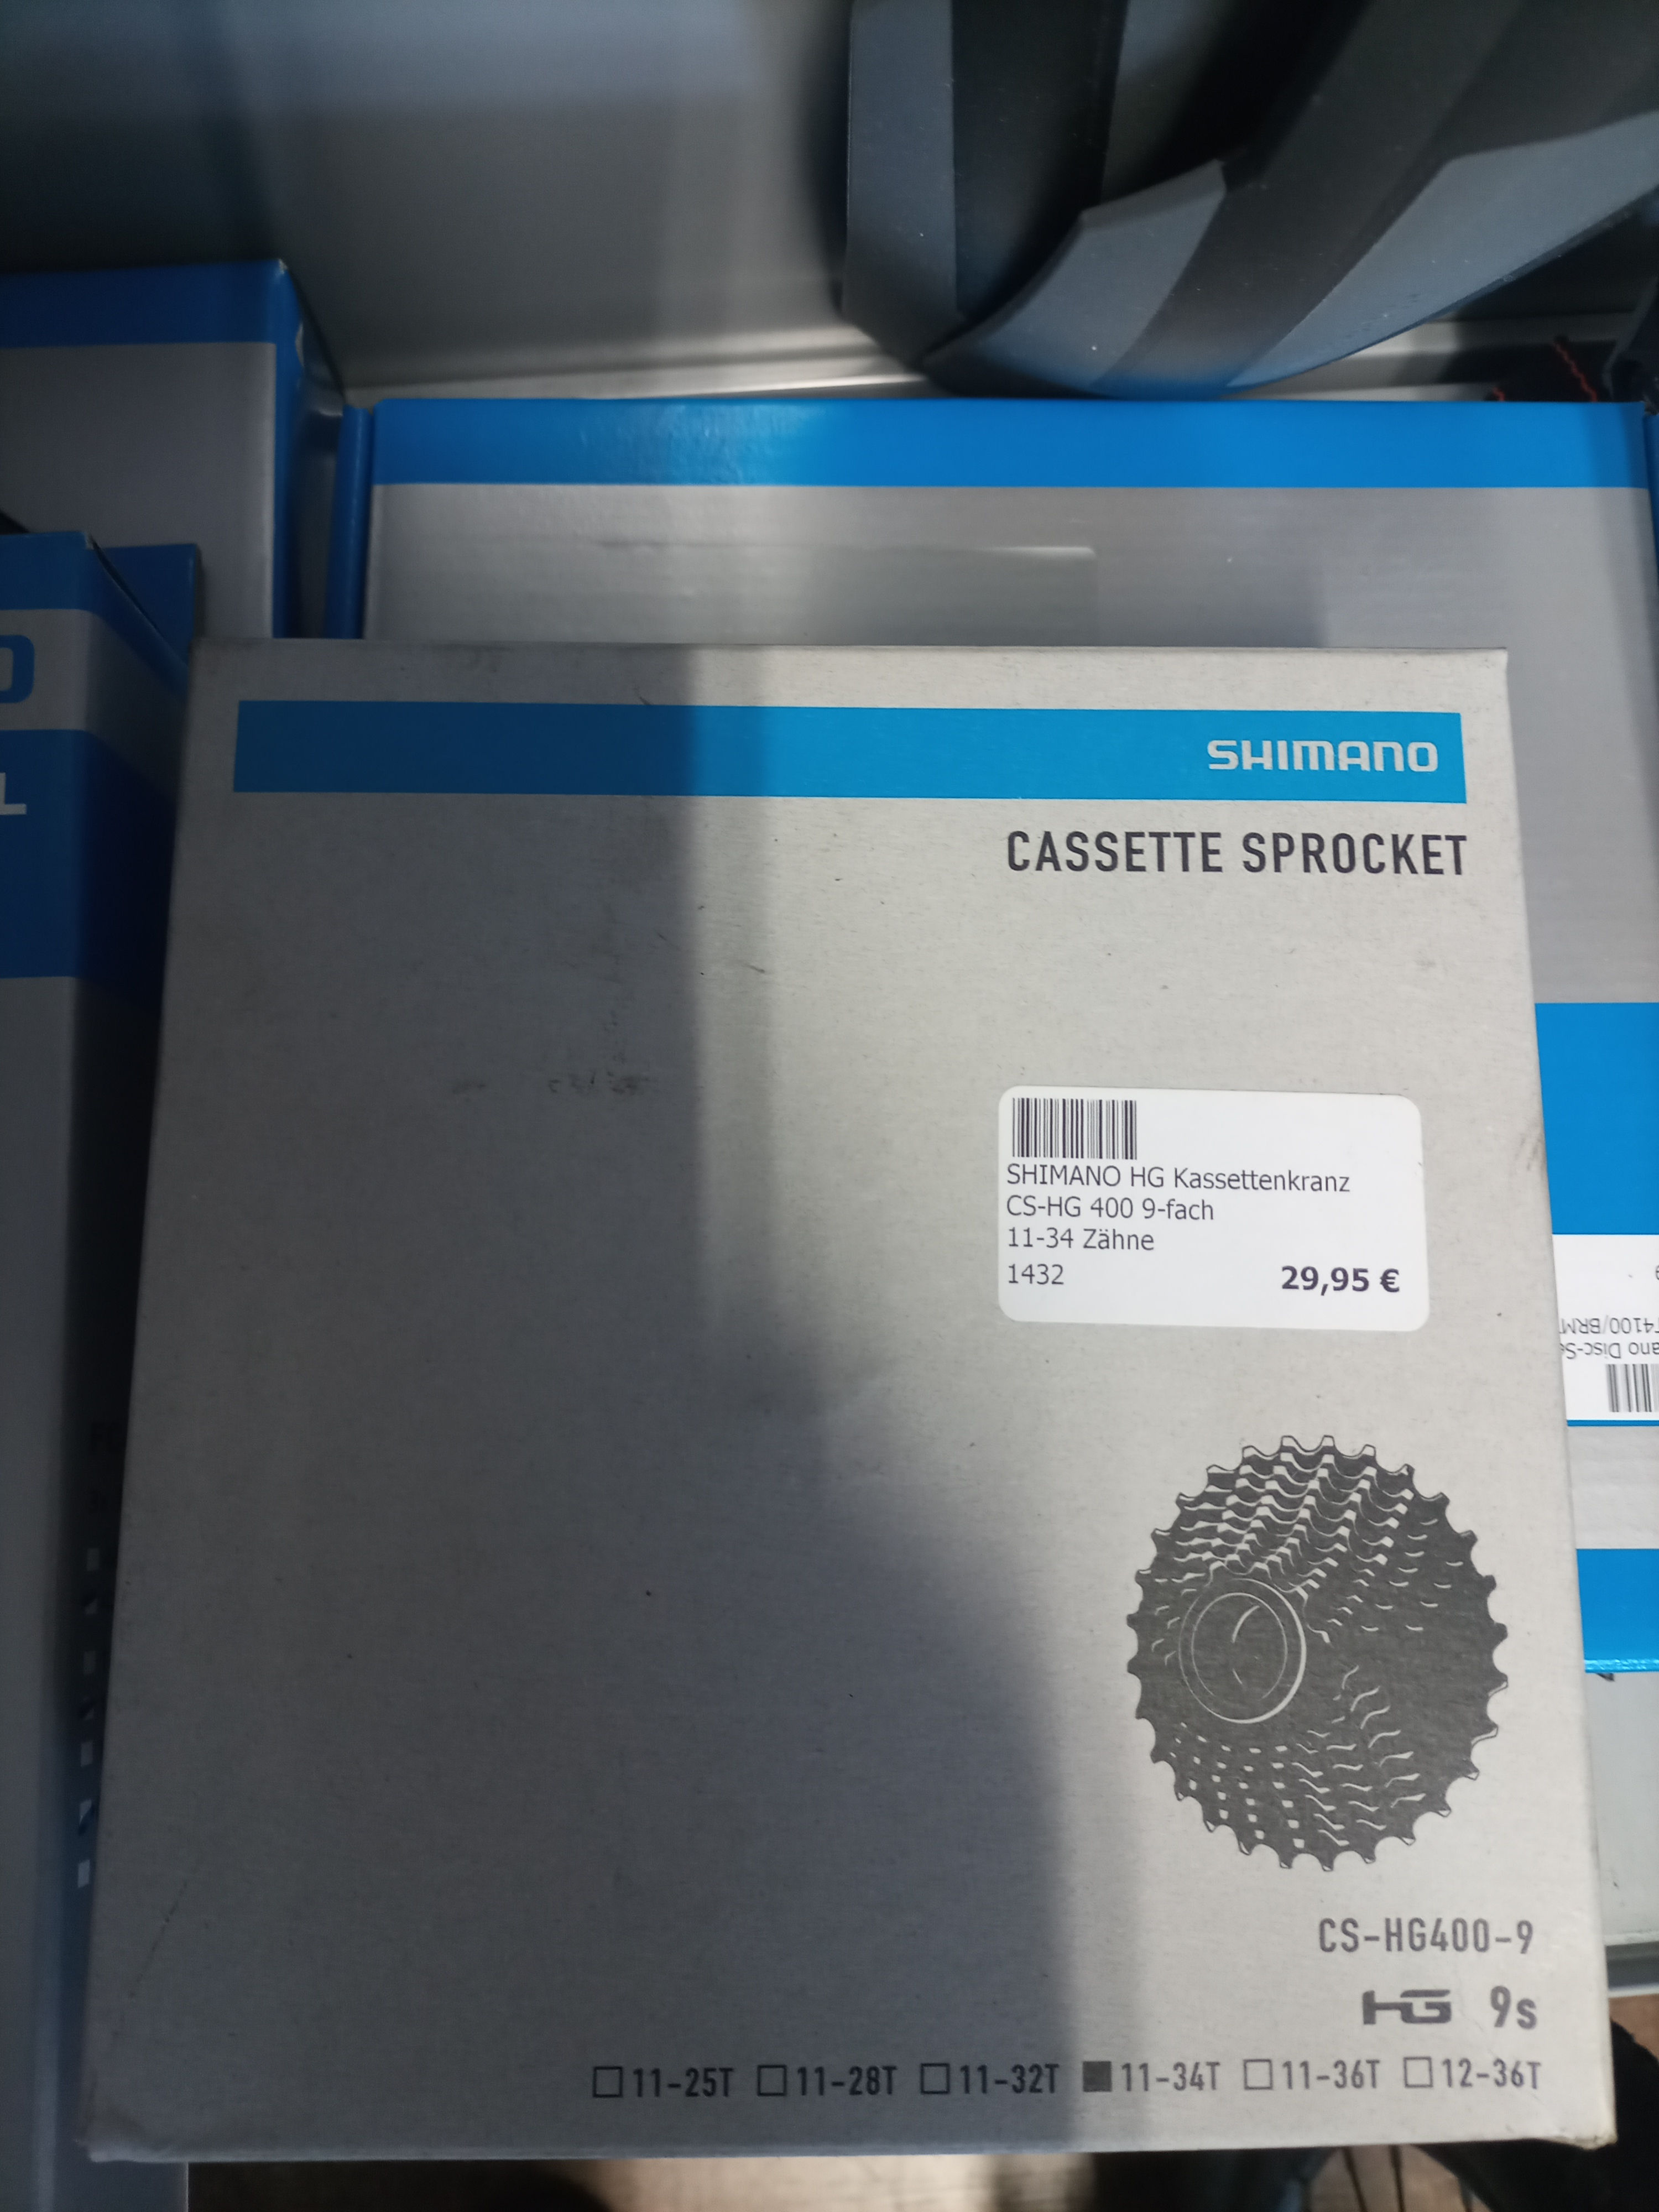 SHIMANO
CASSETTE SPROCKET
SHIMANO HG Kassettenkranz
CS-HG 400 9-fach
11-34 Zähne
1432 29,95 €
CS-HG400-9
HG 9s
11-25T 11-28T 11-32T 11-34T 11-36T 12-36T